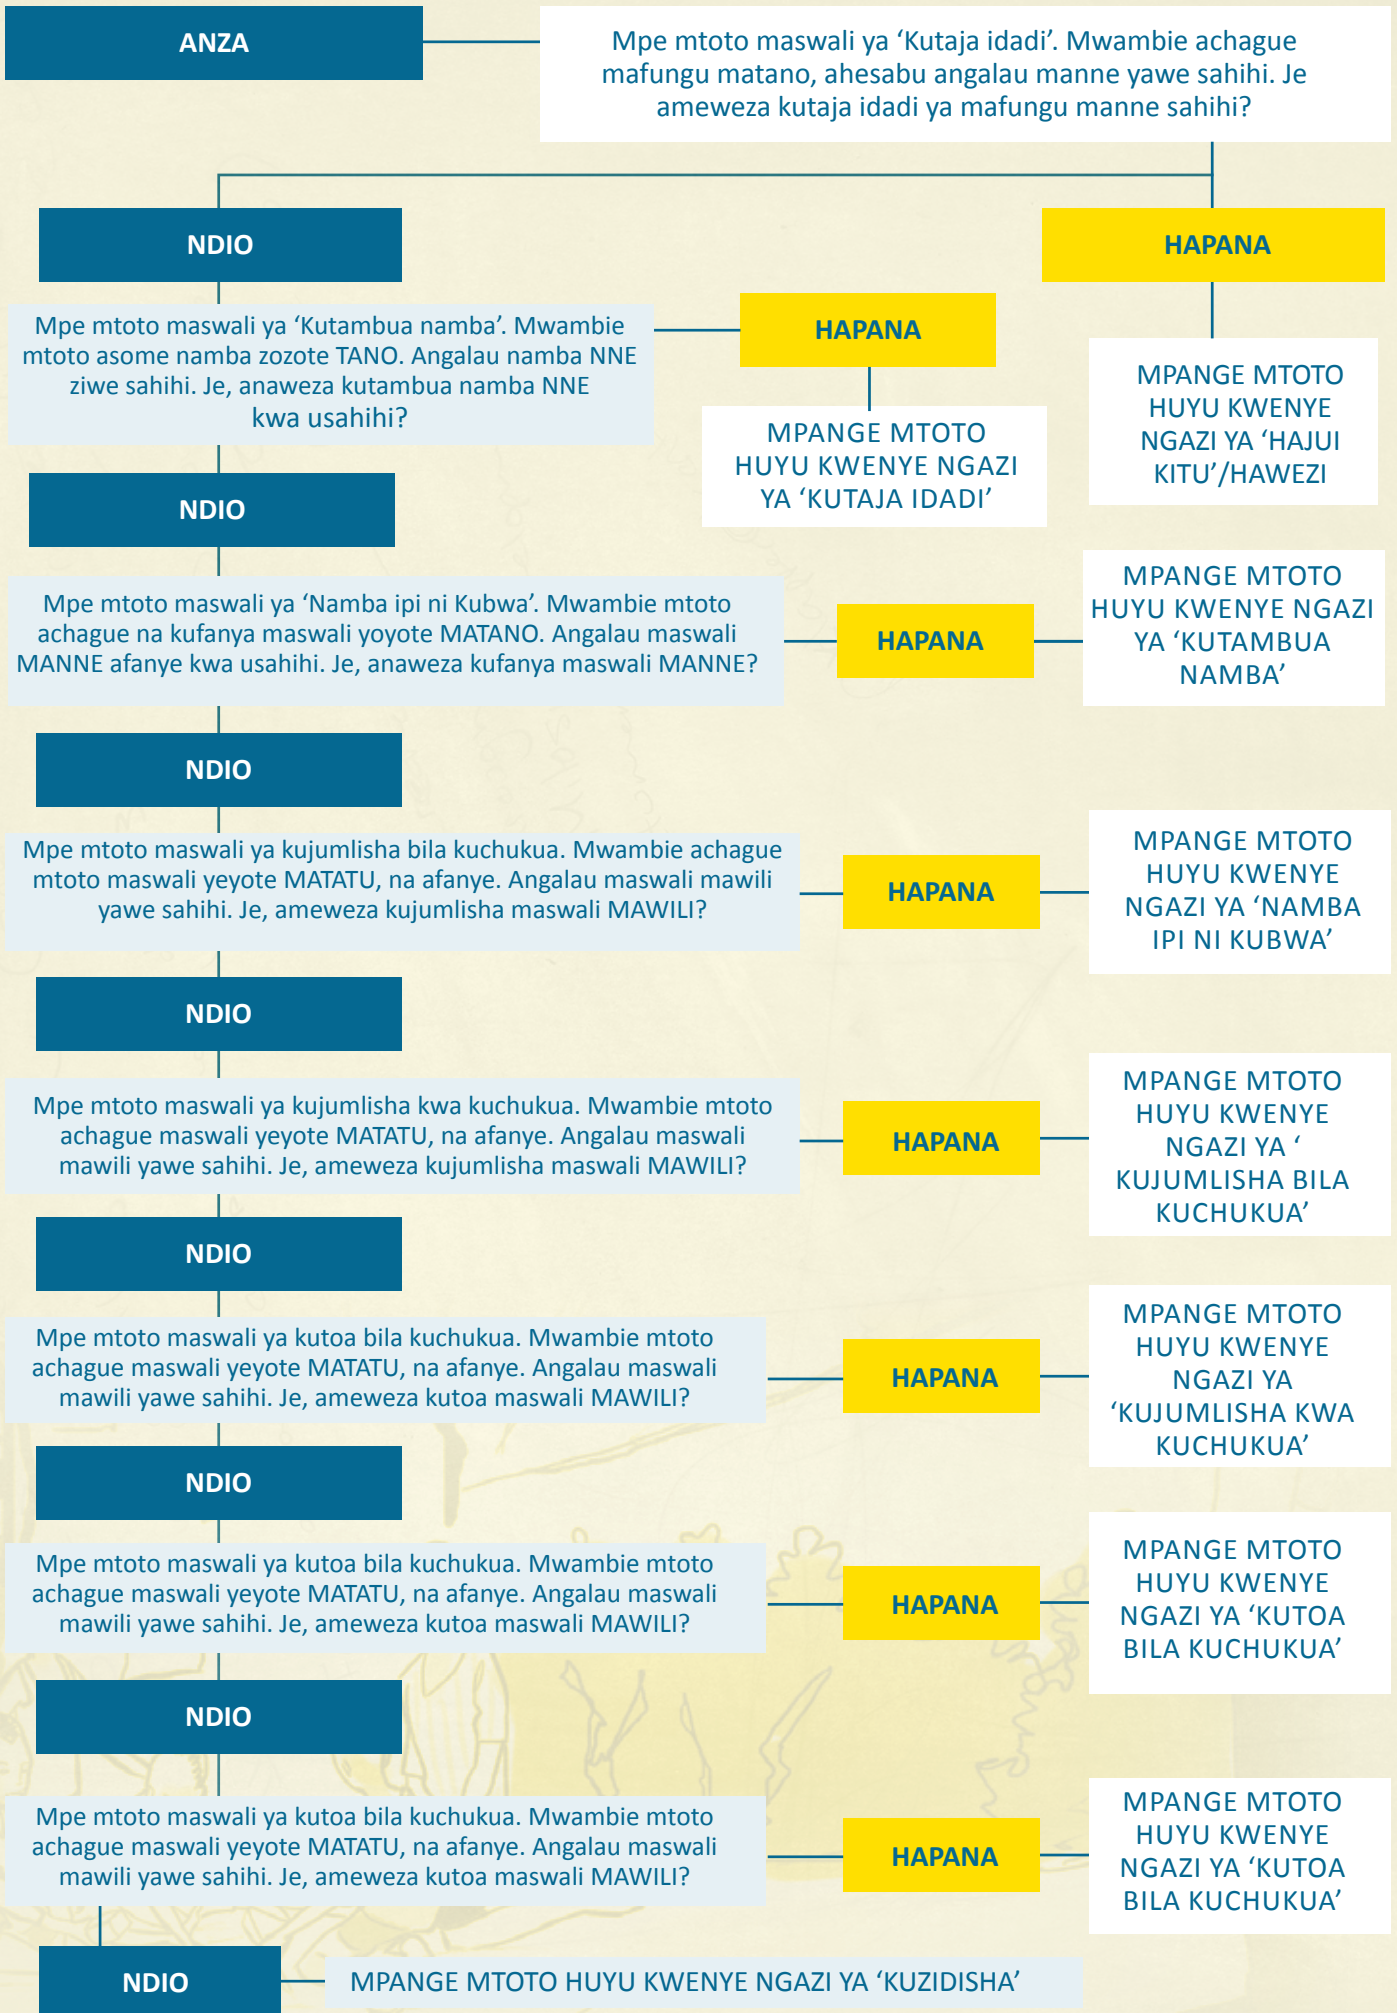 ANZA
Mpe mtoto maswali ya ‘Kutaja idadi’. Mwambie achague
mafungu matano, ahesabu angalau manne yawe sahihi. Je
ameweza kutaja idadi ya mafungu manne sahihi?
NDIO
HAPANA
Mpe mtoto maswali ya ‘Kutambua namba’. Mwambie
mtoto asome namba zozote TANO. Angalau namba NNE
ziwe sahihi. Je, anaweza kutambua namba NNE
kwa usahihi?
HAPANA
MPANGE MTOTO
HUYU KWENYE NGAZI
YA ‘KUTAJA IDADI’
MPANGE MTOTO
HUYU KWENYE
NGAZI YA ‘HAJUI
KITU’/HAWEZI
NDIO
Mpe mtoto maswali ya ‘Namba ipi ni Kubwa’. Mwambie mtoto
achague na kufanya maswali yoyote MATANO. Angalau maswali
MANNE afanye kwa usahihi. Je, anaweza kufanya maswali MANNE?
HAPANA
MPANGE MTOTO
HUYU KWENYE NGAZI
YA ‘KUTAMBUA
NAMBA’
NDIO
Mpe mtoto maswali ya kujumlisha bila kuchukua. Mwambie achague
mtoto maswali yeyote MATATU, na afanye. Angalau maswali mawili
yawe sahihi. Je, ameweza kujumlisha maswali MAWILI?
HAPANA
MPANGE MTOTO
HUYU KWENYE
NGAZI YA ‘NAMBA
IPI NI KUBWA’
NDIO
Mpe mtoto maswali ya kujumlisha kwa kuchukua. Mwambie mtoto
achague maswali yeyote MATATU, na afanye. Angalau maswali
mawili yawe sahihi. Je, ameweza kujumlisha maswali MAWILI?
HAPANA
MPANGE MTOTO
HUYU KWENYE
NGAZI YA ‘
KUJUMLISHA BILA
KUCHUKUA’
NDIO
Mpe mtoto maswali ya kutoa bila kuchukua. Mwambie mtoto
achague maswali yeyote MATATU, na afanye. Angalau maswali
mawili yawe sahihi. Je, ameweza kutoa maswali MAWILI?
HAPANA
MPANGE MTOTO
HUYU KWENYE
NGAZI YA
‘KUJUMLISHA KWA
KUCHUKUA’
NDIO
Mpe mtoto maswali ya kutoa bila kuchukua. Mwambie mtoto
achague maswali yeyote MATATU, na afanye. Angalau maswali
mawili yawe sahihi. Je, ameweza kutoa maswali MAWILI?
HAPANA
MPANGE MTOTO
HUYU KWENYE
NGAZI YA ‘KUTOA
BILA KUCHUKUA’
NDIO
Mpe mtoto maswali ya kutoa bila kuchukua. Mwambie mtoto
achague maswali yeyote MATATU, na afanye. Angalau maswali
mawili yawe sahihi. Je, ameweza kutoa maswali MAWILI?
HAPANA
MPANGE MTOTO
HUYU KWENYE
NGAZI YA ‘KUTOA
BILA KUCHUKUA’
NDIO
MPANGE MTOTO HUYU KWENYE NGAZI YA ‘KUZIDISHA’